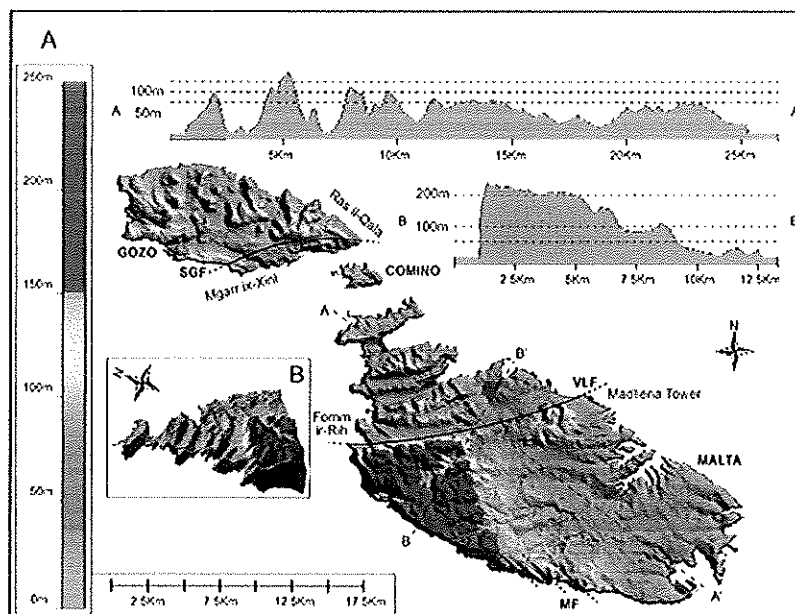 A
250m
200m
150m
100m
50m
0m
100m
A 50m A
5Km 10Km 15Km 20Km 25Km
200m
B 100m B
2.5Km 5Km 7.5Km 10Km 12.5Km
Ras il-Qala
GOZO
SGF
Mgarr ix-Xini
COMINO
A
N
B'
VLF
Madliena Tower
Fomm
ir-Rih
MALTA
N
B
B
MF
A'
2.5Km 7.5Km 12.5Km 17.5Km